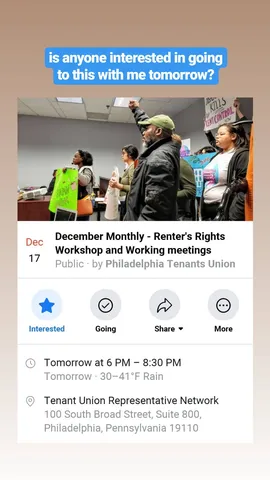 is anyone interested in going
to this with me tomorrow?
Dec
17
December Monthly - Renter's Rights
Workshop and Working meetings
Public · by Philadelphia Tenants Union
Interested
Going
Share
More
Tomorrow at 6 PM – 8:30 PM
Tomorrow · 30–41°F Rain
Tenant Union Representative Network
100 South Broad Street, Suite 800,
Philadelphia, Pennsylvania 19110